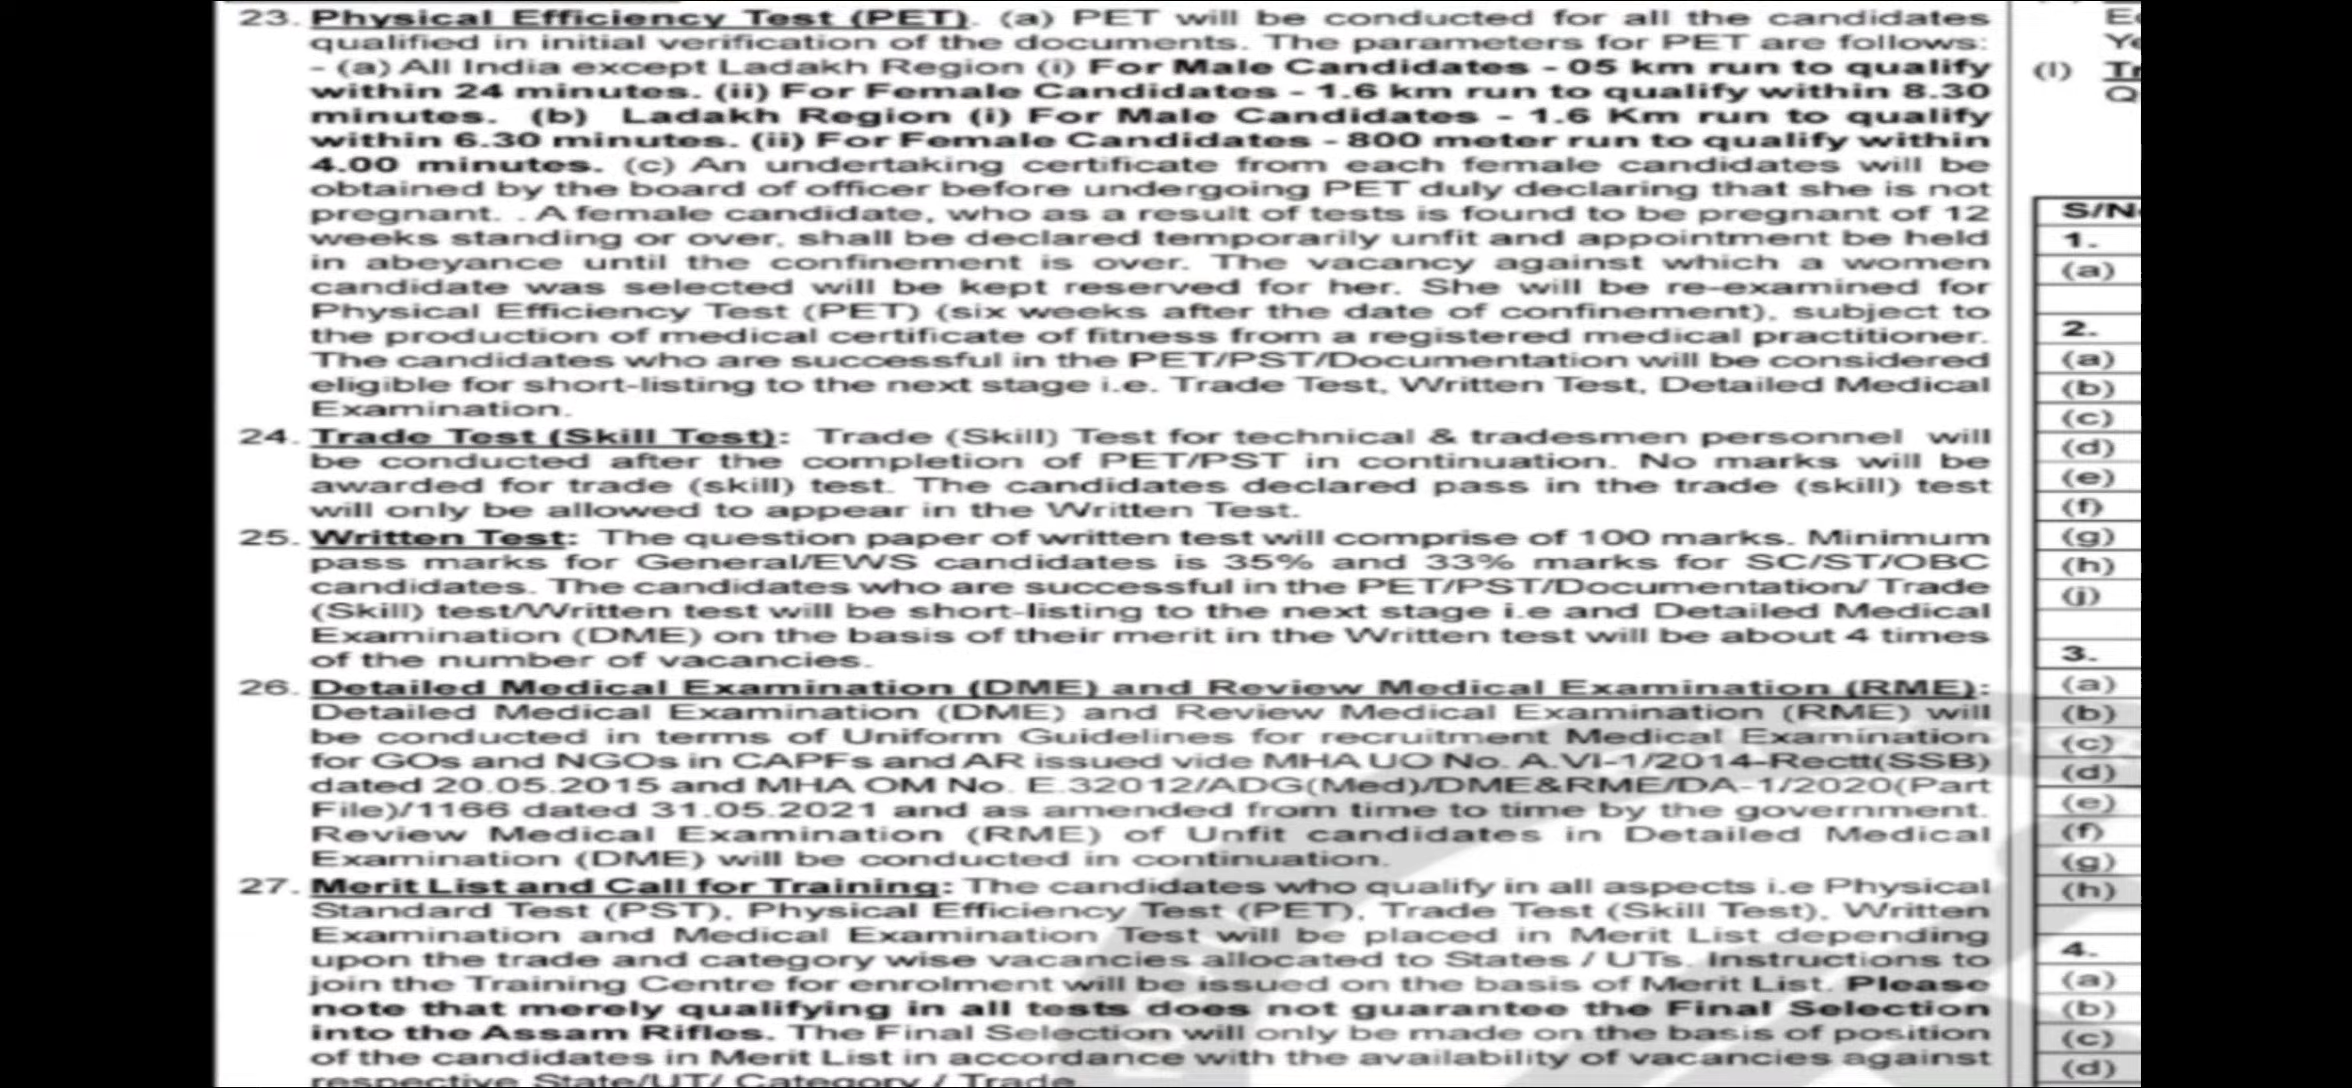 23. Physical Efficiency Test (PET). (a) PET will be conducted for all the candidates
qualified in initial verification of the documents. The parameters for PET are follows:
- (a) All India except Ladakh Region (i) For Male Candidates - 05 km run to qualify
within 24 minutes. (ii) For Female Candidates - 1.6 km run to qualify within 8.30
minutes. (b) Ladakh Region (i) For Male Candidates - 1.6 Km run to qualify
within 6.30 minutes. (ii) For Female Candidates - 800 meter run to qualify within
4.00 minutes. (c) An undertaking certificate from each female candidates will be
obtained by the board of officer before undergoing PET duly declaring that she is not
pregnant. . A female candidate, who as a result of tests is found to be pregnant of 12
weeks standing or over, shall be declared temporarily unfit and appointment be held
in abeyance until the confinement is over. The vacancy against which a women
candidate was selected will be kept reserved for her. She will be re-examined for
Physical Efficiency Test (PET) (six weeks after the date of confinement), subject to
the production of medical certificate of fitness from a registered medical practitioner.
The candidates who are successful in the PET/PST/Documentation will be considered
eligible for short-listing to the next stage i.e. Trade Test, Written Test, Detailed Medical
Examination.
24. Trade Test (Skill Test): Trade (Skill) Test for technical & tradesmen personnel will
be conducted after the completion of PET/PST in continuation. No marks will be
awarded for trade (skill) test. The candidates declared pass in the trade (skill) test
will only be allowed to appear in the Written Test.
25. Written Test: The question paper of written test will comprise of 100 marks. Minimum
pass marks for General/EWS candidates is 35% and 33% marks for SC/ST/OBC
candidates. The candidates who are successful in the PET/PST/Documentation/ Trade
(Skill) test/Written test will be short-listing to the next stage i.e and Detailed Medical
Examination (DME) on the basis of their merit in the Written test will be about 4 times
of the number of vacancies.
26. Detailed Medical Examination (DME) and Review Medical Examination (RME):
Detailed Medical Examination (DME) and Review Medical Examination (RME) will
be conducted in terms of Uniform Guidelines for recruitment Medical Examination
for GOs and NGOs in CAPFs and AR issued vide MHA UO No. A.VI-1/2014-Rectt(SSB)
dated 20.05.2015 and MHA OM No. E.32012/ADG(Med)/DME&RME/DA-1/2020(Part
File)/1166 dated 31.05.2021 and as amended from time to time by the government.
Review Medical Examination (RME) of Unfit candidates in Detailed Medical
Examination (DME) will be conducted in continuation.
27. Merit List and Call for Training: The candidates who qualify in all aspects i.e Physical
Standard Test (PST), Physical Efficiency Test (PET), Trade Test (Skill Test), Written
Examination and Medical Examination Test will be placed in Merit List depending
upon the trade and category wise vacancies allocated to States / UTs. Instructions to
join the Training Centre for enrolment will be issued on the basis of Merit List. Please
note that merely qualifying in all tests does not guarantee the Final Selection
into the Assam Rifles. The Final Selection will only be made on the basis of position
of the candidates in Merit List in accordance with the availability of vacancies against
respective State/UT/ Category / Trade.
(l)
S/N
1.
(a)
2.
(a)
(b)
(c)
(d)
(e)
(f)
(g)
(h)
(j)
3.
(a)
(b)
(c)
(d)
(e)
(f)
(g)
(h)
4.
(a)
(b)
(c)
(d)